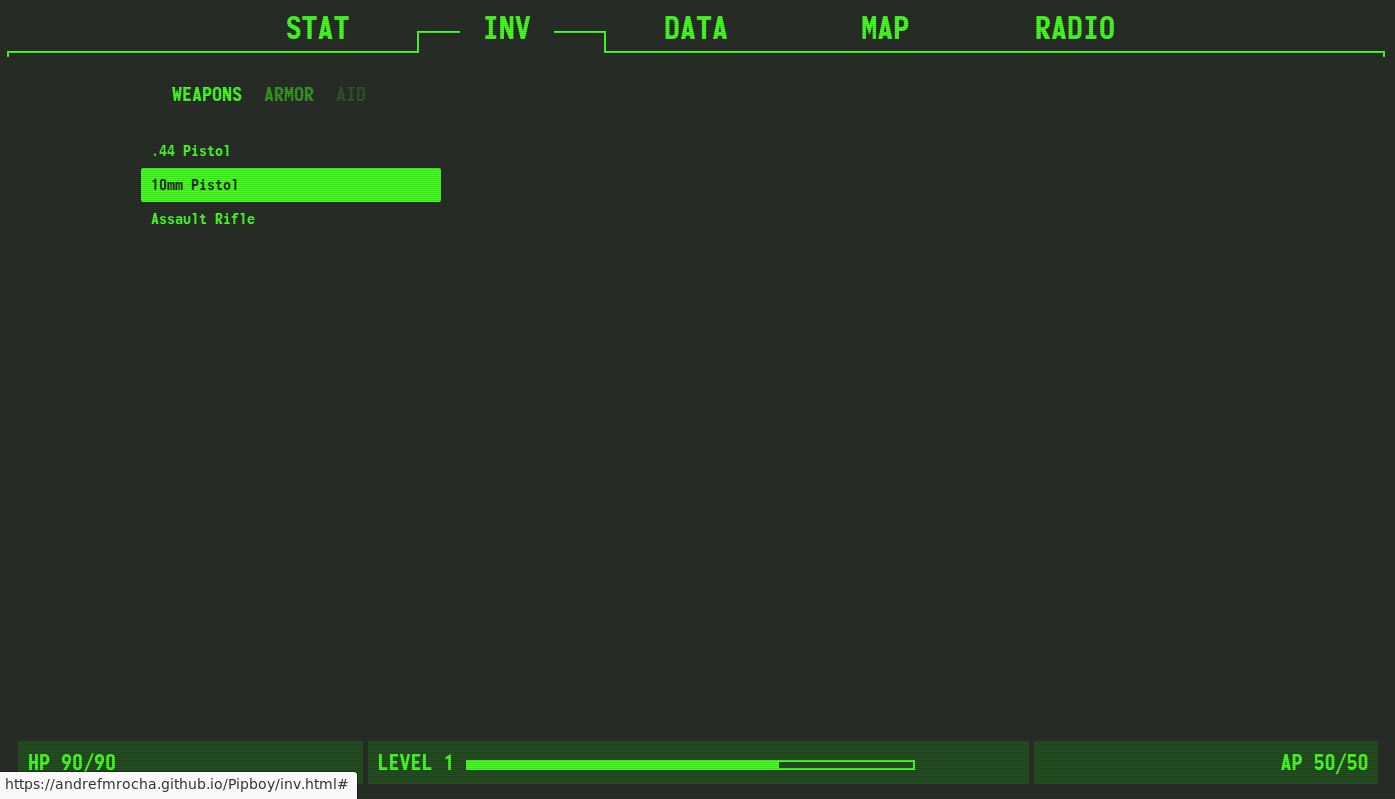 STAT INV DATA MAP RADIO
WEAPONS ARMOR AID
.44 Pistol
10mm Pistol
Assault Rifle
HP 90/90 LEVEL 1 AP 50/50
https://andrefmrocha.github.io/Pipboy/inv.html#